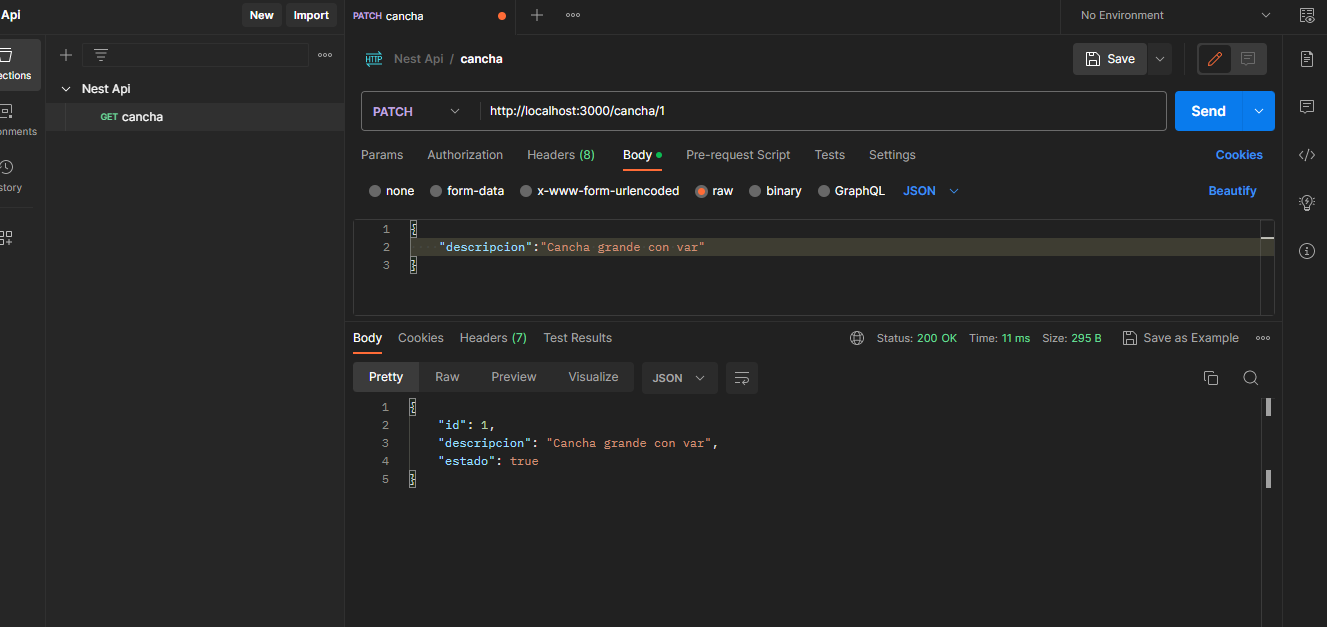 Api
New
Import
PATCH cancha
No Environment
ections
Nest Api / cancha
Save
Nest Api
PATCH
http://localhost:3000/cancha/1
Send
GET cancha
onments
Params
Authorization
Headers (8)
Body
Pre-request Script
Tests
Settings
Cookies
story
none
form-data
x-www-form-urlencoded
raw
binary
GraphQL
JSON
Beautify
1 {
2 "descripcion":"Cancha grande con var"
3 }
Body
Cookies
Headers (7)
Test Results
Status: 200 OK
Time: 11 ms
Size: 295 B
Save as Example
Pretty
Raw
Preview
Visualize
JSON
1 {
2 "id": 1,
3 "descripcion": "Cancha grande con var",
4 "estado": true
5 }